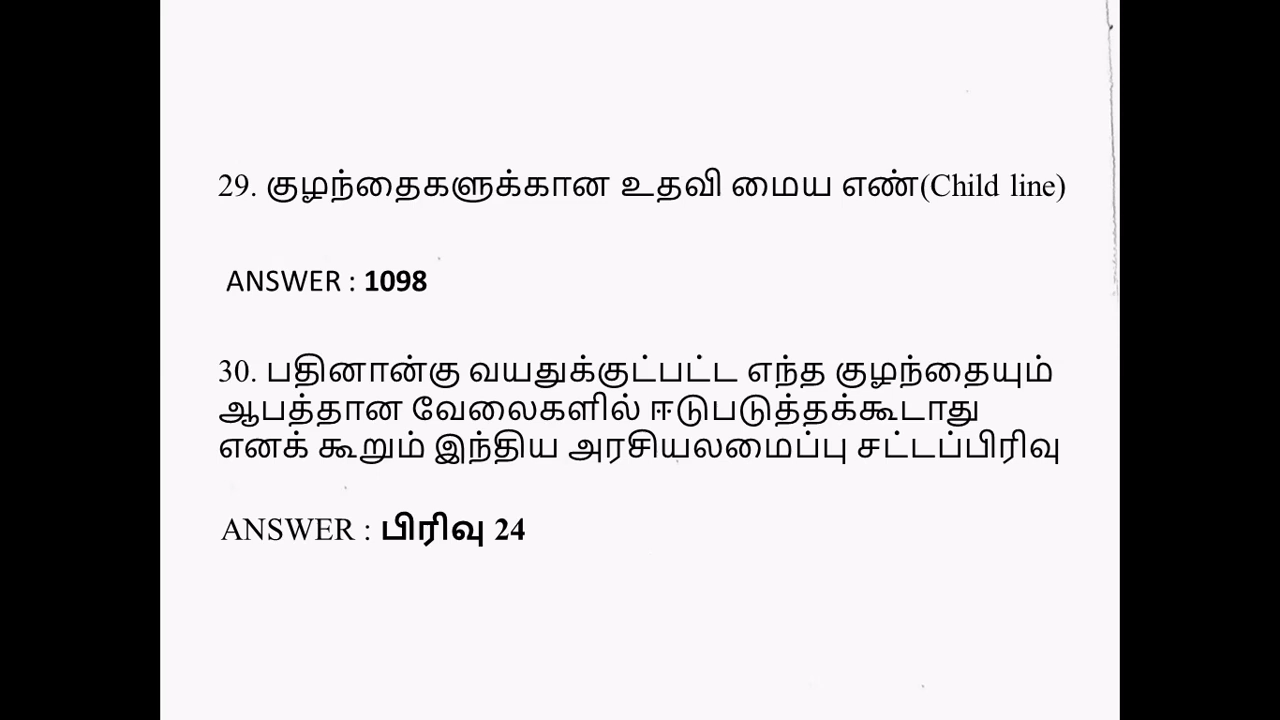 29. குழந்தைகளுக்கான உதவி மைய எண்(Child line)
ANSWER : 1098
30. பதினான்கு வயதுக்குட்பட்ட எந்த குழந்தையும்
ஆபத்தான வேலைகளில் ஈடுபடுத்தக்கூடாது
எனக் கூறும் இந்திய அரசியலமைப்பு சட்டப்பிரிவு
ANSWER : பிரிவு 24